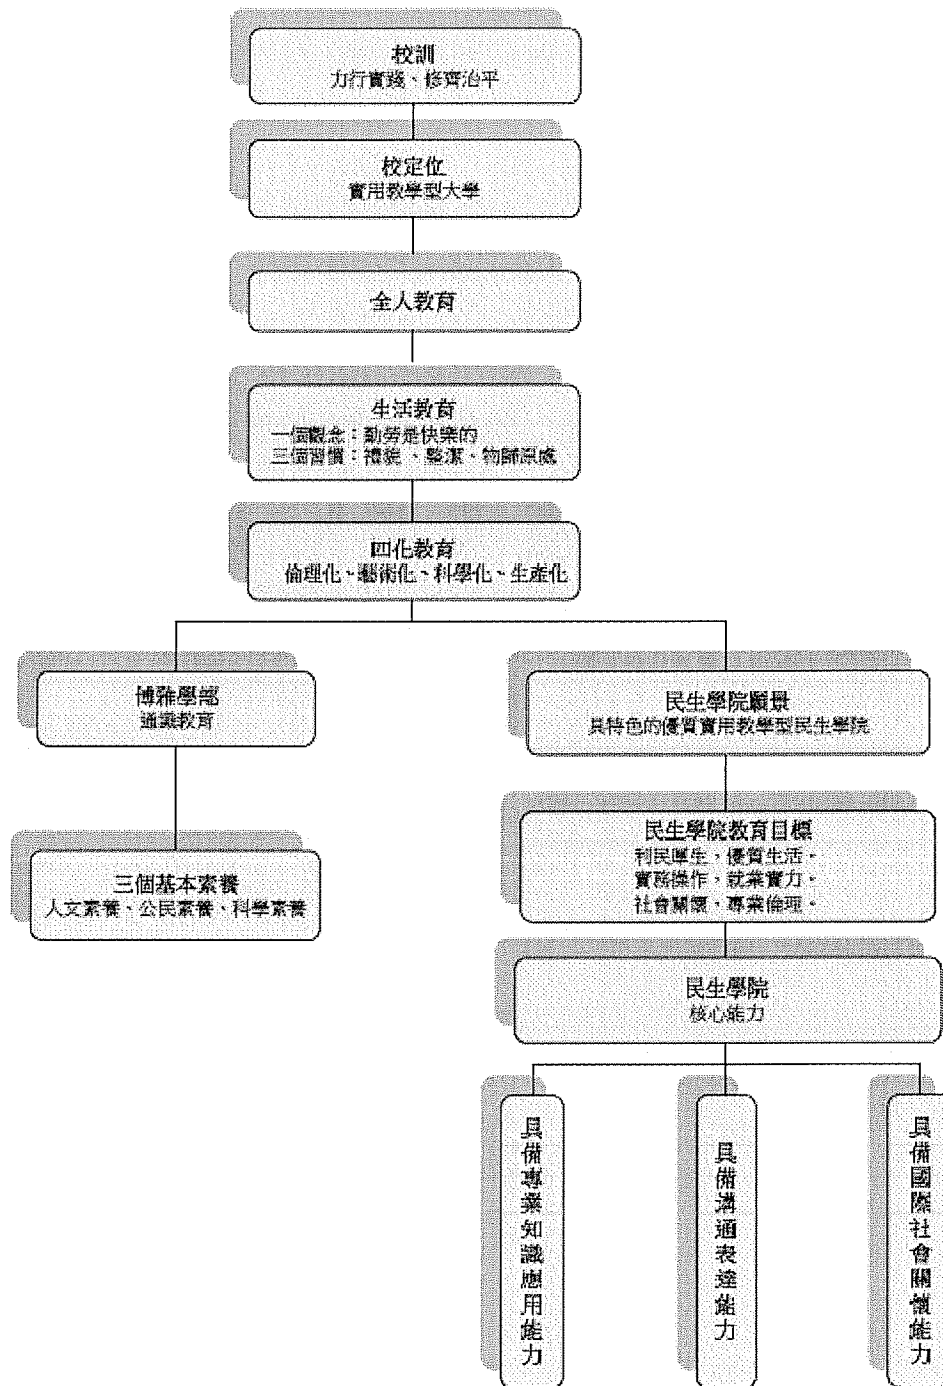 校訓
力行實踐、修齊治平
校定位
實用教學型大學
全人教育
生活教育
一個觀念：勤勞是快樂的
三個習慣：禮貌、整潔、物歸原處
四化教育
倫理化、藝術化、科學化、生產化
博雅學部
通識教育
民生學院願景
具特色的優質實用教學型民生學院
三個基本素養
人文素養、公民素養、科學素養
民生學院教育目標
利民厚生，優質生活。
實務操作，就業實力。
社會關懷，專業倫理。
民生學院
核心能力
具備專業知識應用能力
具備溝通表達能力
具備國際社會關懷能力